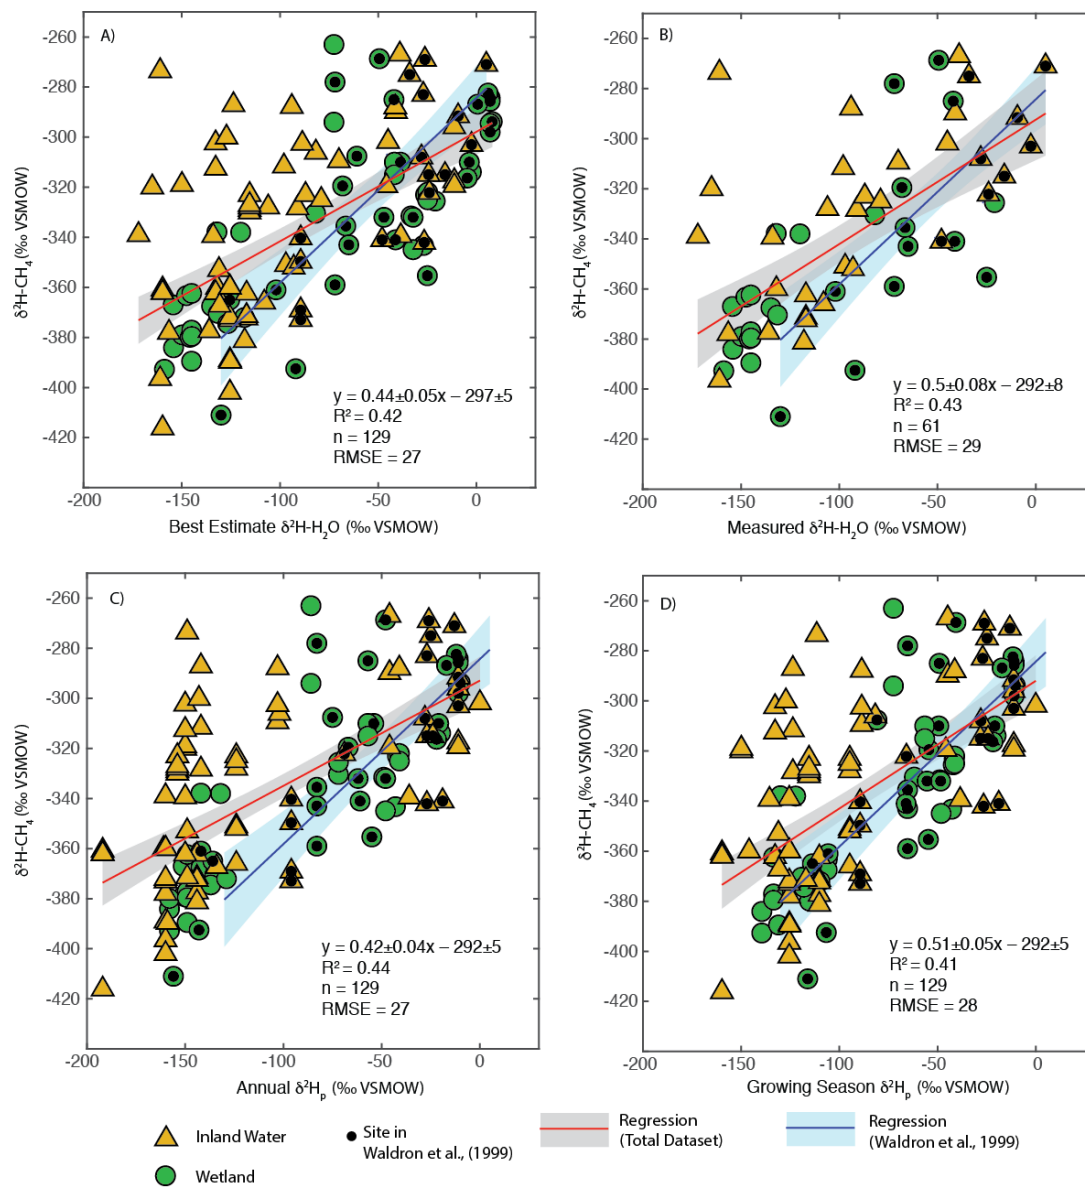 A)
δ²H-CH₄ (‰ VSMOW)
-260
-280
-300
-320
-340
-360
-380
-400
-420
y = 0.44±0.05x – 297±5
R² = 0.42
n = 129
RMSE = 27
-200 -150 -100 -50 0
Best Estimate δ²H-H₂O (‰ VSMOW)
B)
δ²H-CH₄ (‰ VSMOW)
-260
-280
-300
-320
-340
-360
-380
-400
-420
y = 0.5±0.08x – 292±8
R² = 0.43
n = 61
RMSE = 29
-200 -150 -100 -50 0
Measured δ²H-H₂O (‰ VSMOW)
C)
δ²H-CH₄ (‰ VSMOW)
-260
-280
-300
-320
-340
-360
-380
-400
-420
y = 0.42±0.04x – 292±5
R² = 0.44
n = 129
RMSE = 27
-200 -150 -100 -50 0
Annual δ²Hₚ (‰ VSMOW)
D)
δ²H-CH₄ (‰ VSMOW)
-260
-280
-300
-320
-340
-360
-380
-400
-420
y = 0.51±0.05x – 292±5
R² = 0.41
n = 129
RMSE = 28
-200 -150 -100 -50 0
Growing Season δ²Hₚ (‰ VSMOW)
Inland Water
Wetland
Site in
Waldron et al., (1999)
Regression
(Total Dataset)
Regression
(Waldron et al., 1999)